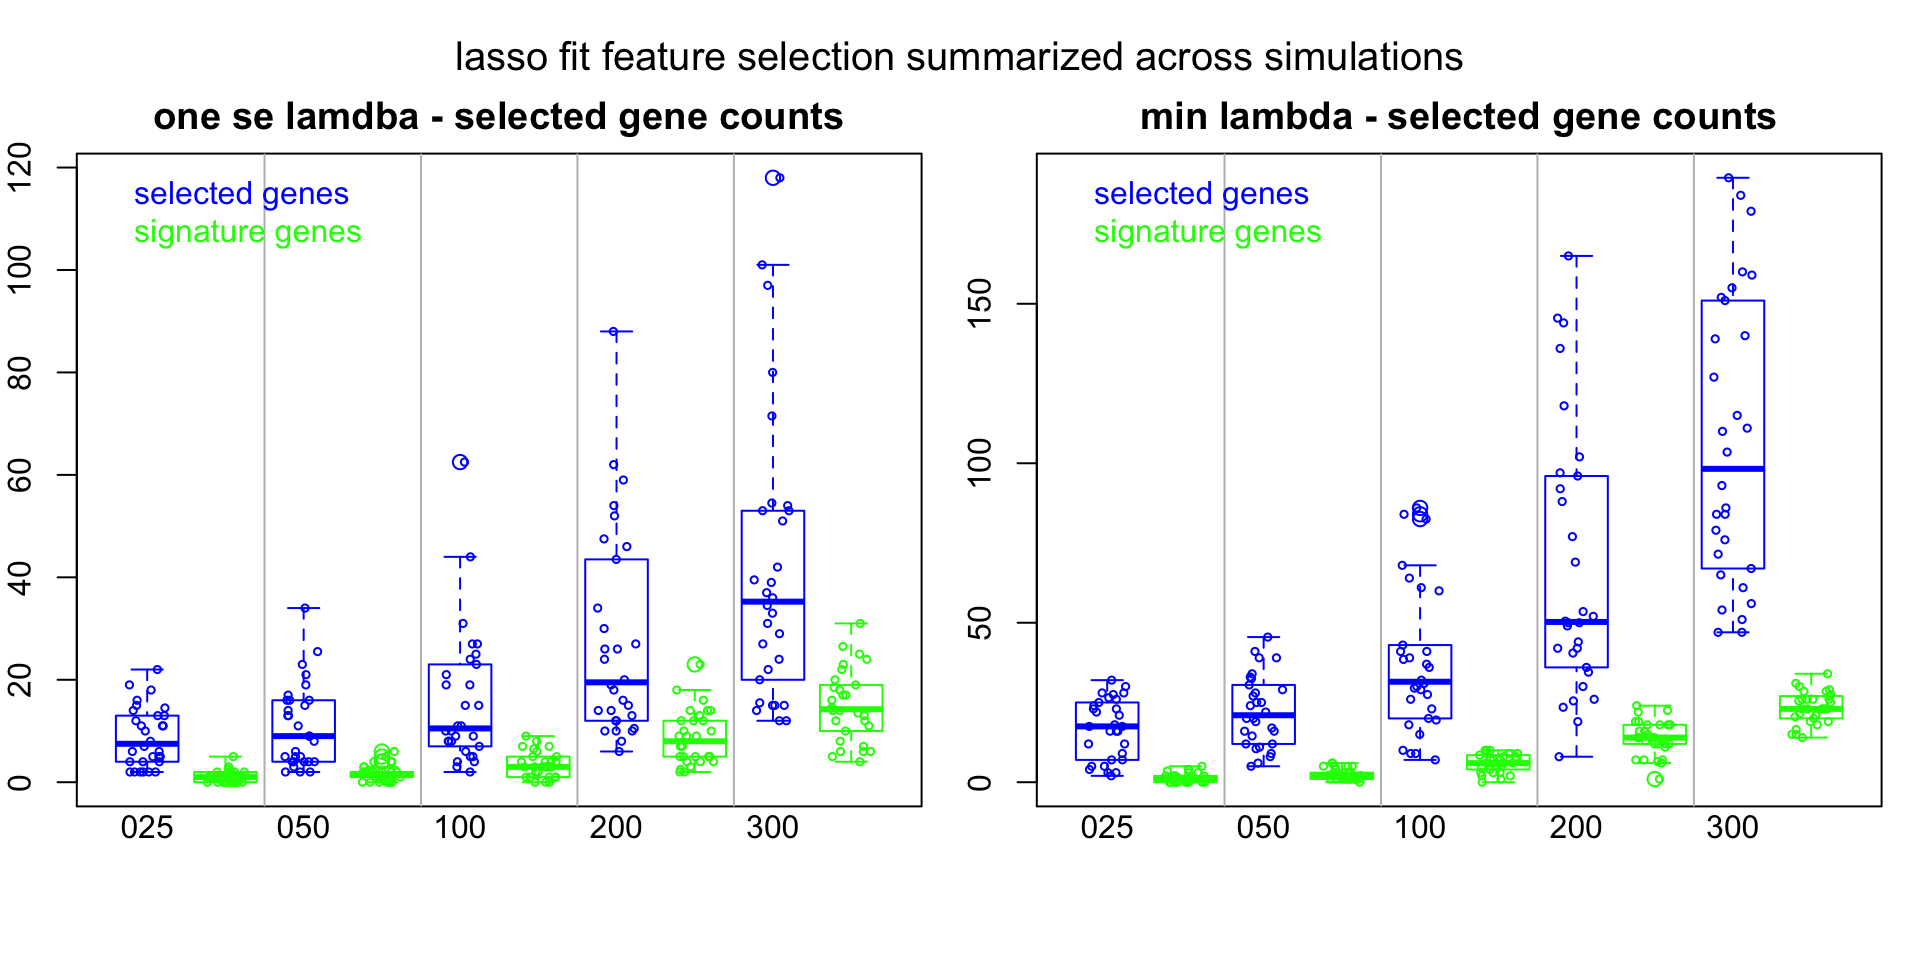 lasso fit feature selection summarized across simulations
one se lamdba - selected gene counts
selected genes
signature genes
120
100
80
60
40
20
0
025 050 100 200 300
min lambda - selected gene counts
selected genes
signature genes
150
100
50
0
025 050 100 200 300